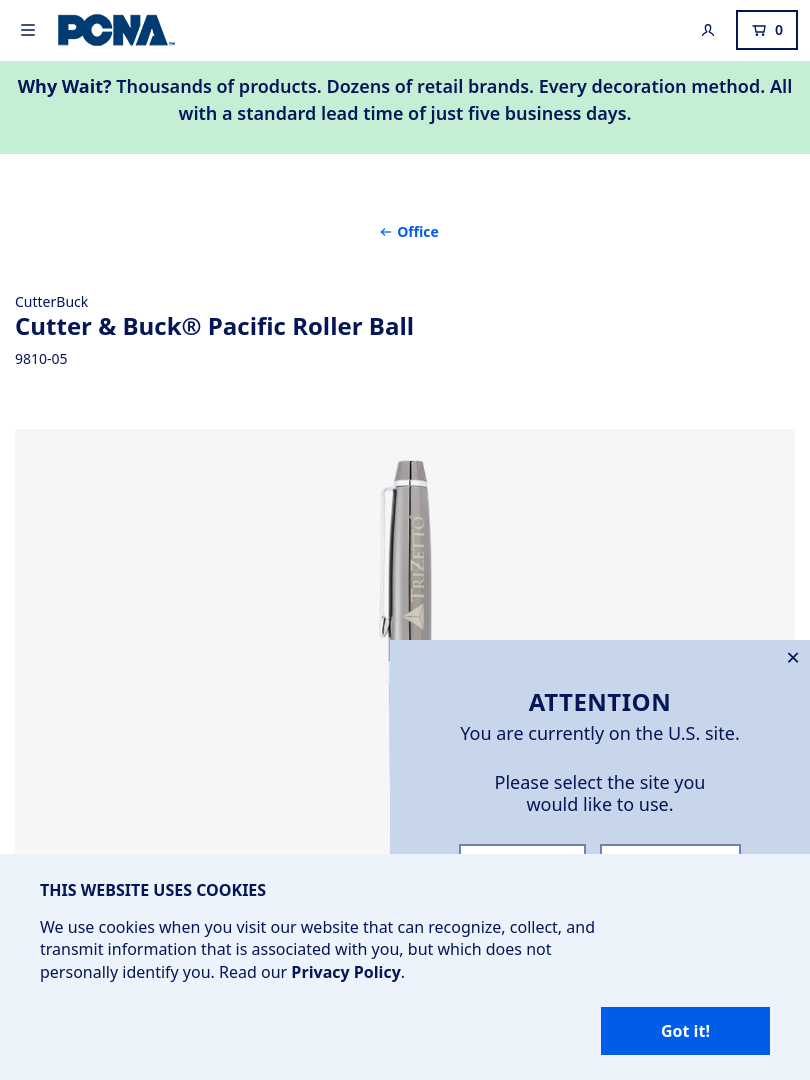 PCNA
0
Why Wait? Thousands of products. Dozens of retail brands. Every decoration method. All
with a standard lead time of just five business days.
← Office
CutterBuck
Cutter & Buck® Pacific Roller Ball
9810-05
TRIZETTO
ATTENTION
You are currently on the U.S. site.
Please select the site you
would like to use.
THIS WEBSITE USES COOKIES
We use cookies when you visit our website that can recognize, collect, and
transmit information that is associated with you, but which does not
personally identify you. Read our Privacy Policy.
Got it!